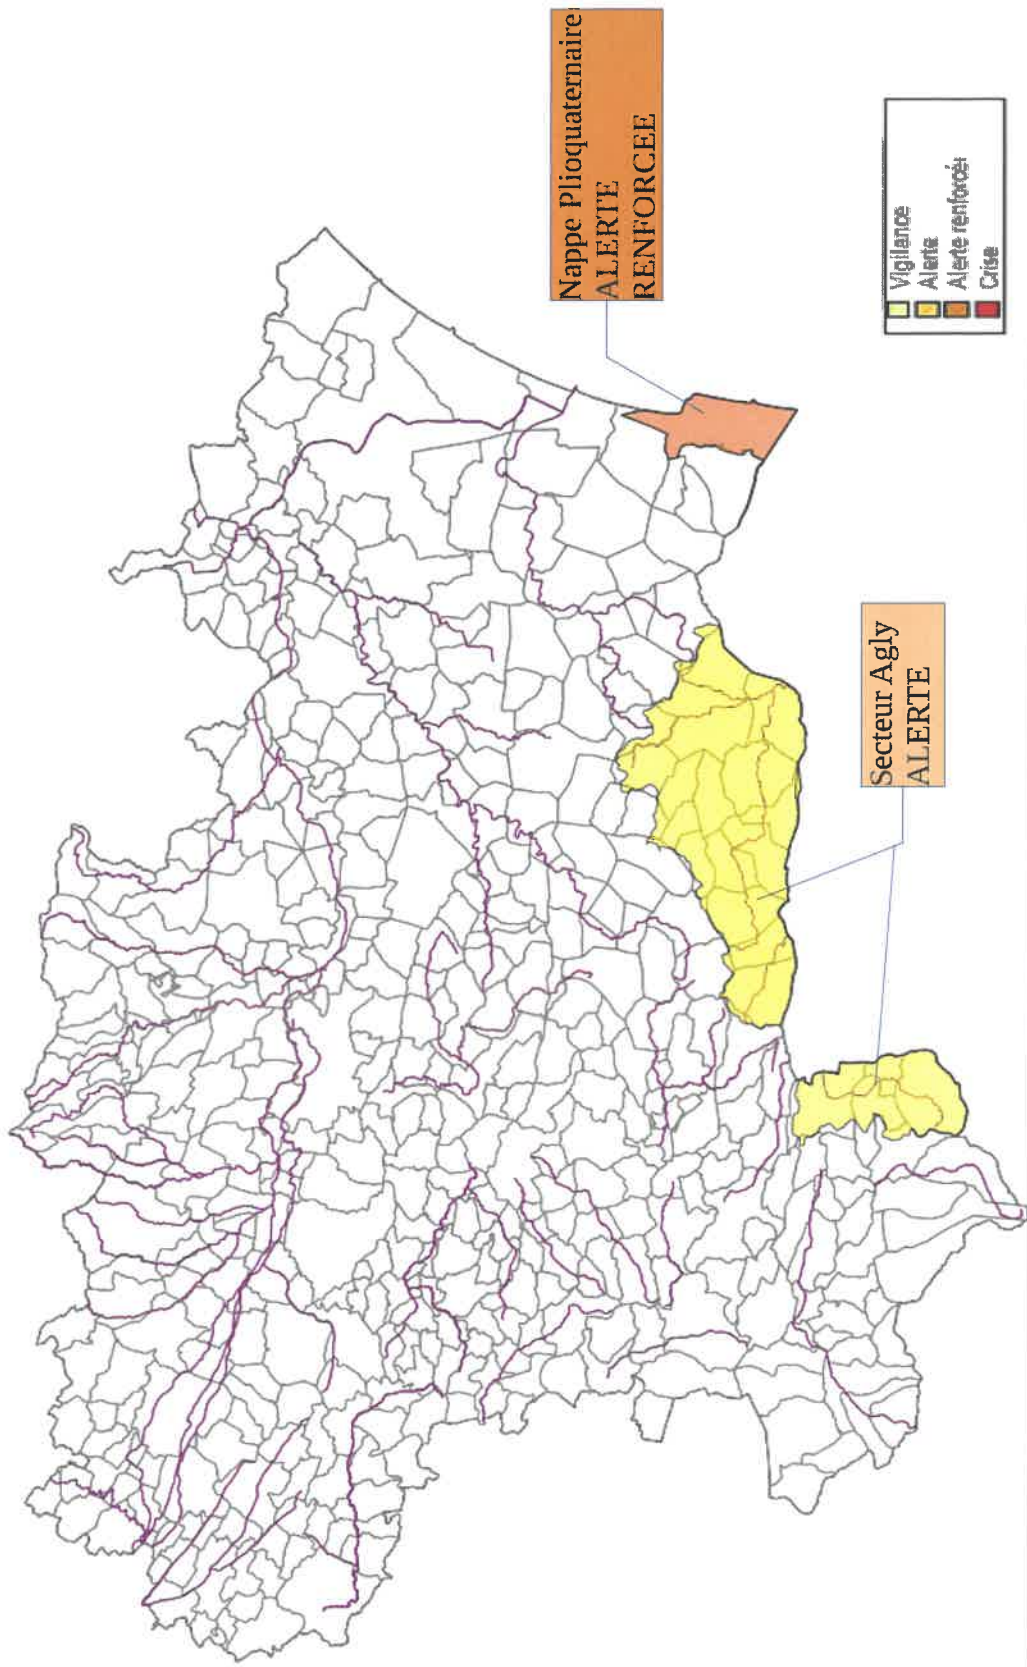 Nappe Plioquaternaire
ALERTE
RENFORCEE
Secteur Agly
ALERTE
Vigilance
Alerte
Alerte renforcée
Crise